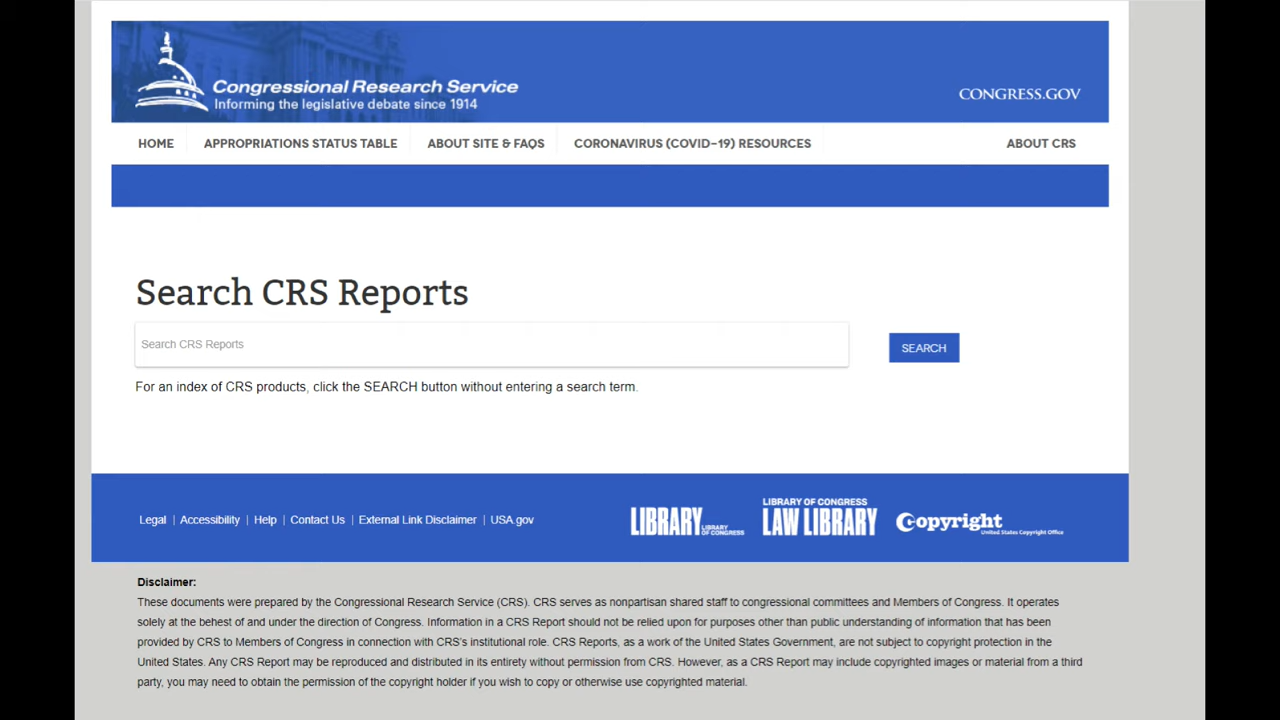 Congressional Research Service
Informing the legislative debate since 1914
CONGRESS.GOV
HOME APPROPRIATIONS STATUS TABLE ABOUT SITE & FAQS CORONAVIRUS (COVID-19) RESOURCES ABOUT CRS
Search CRS Reports
Search CRS Reports
SEARCH
For an index of CRS products, click the SEARCH button without entering a search term.
Legal | Accessibility | Help | Contact Us | External Link Disclaimer | USA.gov
LIBRARY LIBRARY OF CONGRESS
LIBRARY OF CONGRESS
LAW LIBRARY
Copyright
United States Copyright Office
Disclaimer:
These documents were prepared by the Congressional Research Service (CRS). CRS serves as nonpartisan shared staff to congressional committees and Members of Congress. It operates
solely at the behest of and under the direction of Congress. Information in a CRS Report should not be relied upon for purposes other than public understanding of information that has been
provided by CRS to Members of Congress in connection with CRS's institutional role. CRS Reports, as a work of the United States Government, are not subject to copyright protection in the
United States. Any CRS Report may be reproduced and distributed in its entirety without permission from CRS. However, as a CRS Report may include copyrighted images or material from a third
party, you may need to obtain the permission of the copyright holder if you wish to copy or otherwise use copyrighted material.